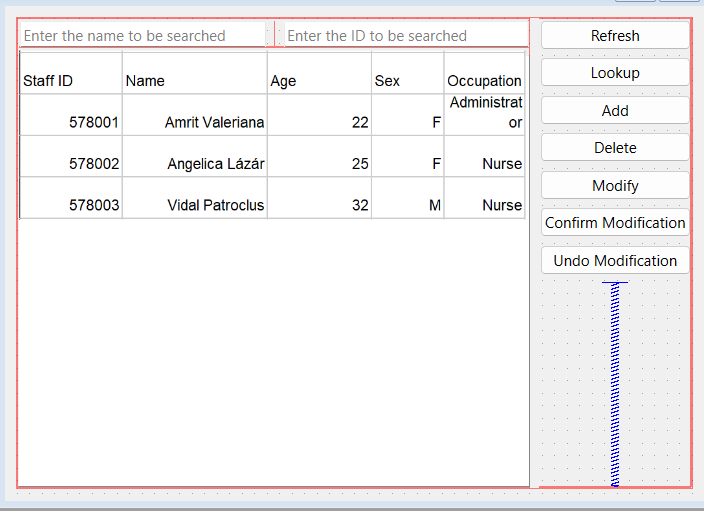 Enter the name to be searched
Enter the ID to be searched
Staff ID Name Age Sex Occupation
578001 Amrit Valeriana 22 F Administrat
or
578002 Angelica Lázár 25 F Nurse
578003 Vidal Patroclus 32 M Nurse
Refresh
Lookup
Add
Delete
Modify
Confirm Modification
Undo Modification